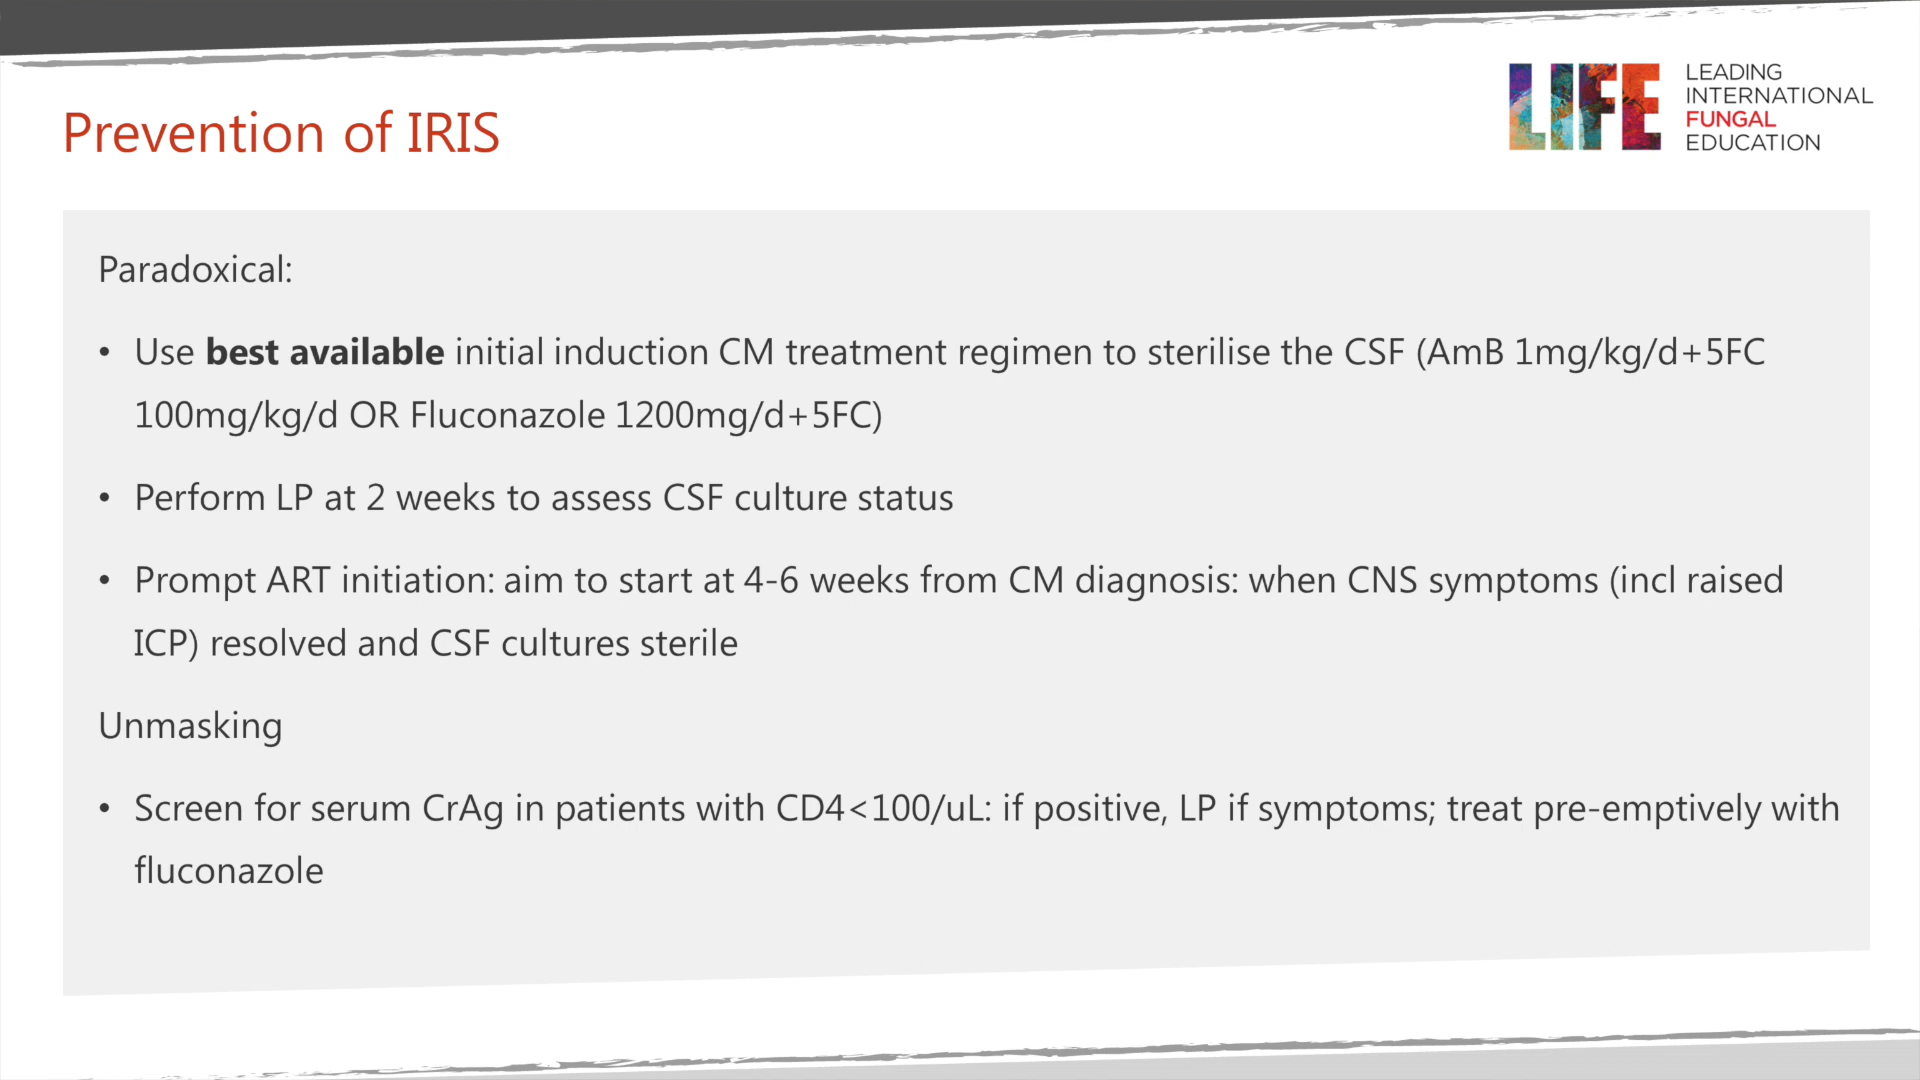 LIFE
LEADING
INTERNATIONAL
FUNGAL
EDUCATION
Prevention of IRIS
Paradoxical:
• Use best available initial induction CM treatment regimen to sterilise the CSF (AmB 1mg/kg/d+5FC
100mg/kg/d OR Fluconazole 1200mg/d+5FC)
• Perform LP at 2 weeks to assess CSF culture status
• Prompt ART initiation: aim to start at 4-6 weeks from CM diagnosis: when CNS symptoms (incl raised
ICP) resolved and CSF cultures sterile
Unmasking
• Screen for serum CrAg in patients with CD4<100/uL: if positive, LP if symptoms; treat pre-emptively with
fluconazole